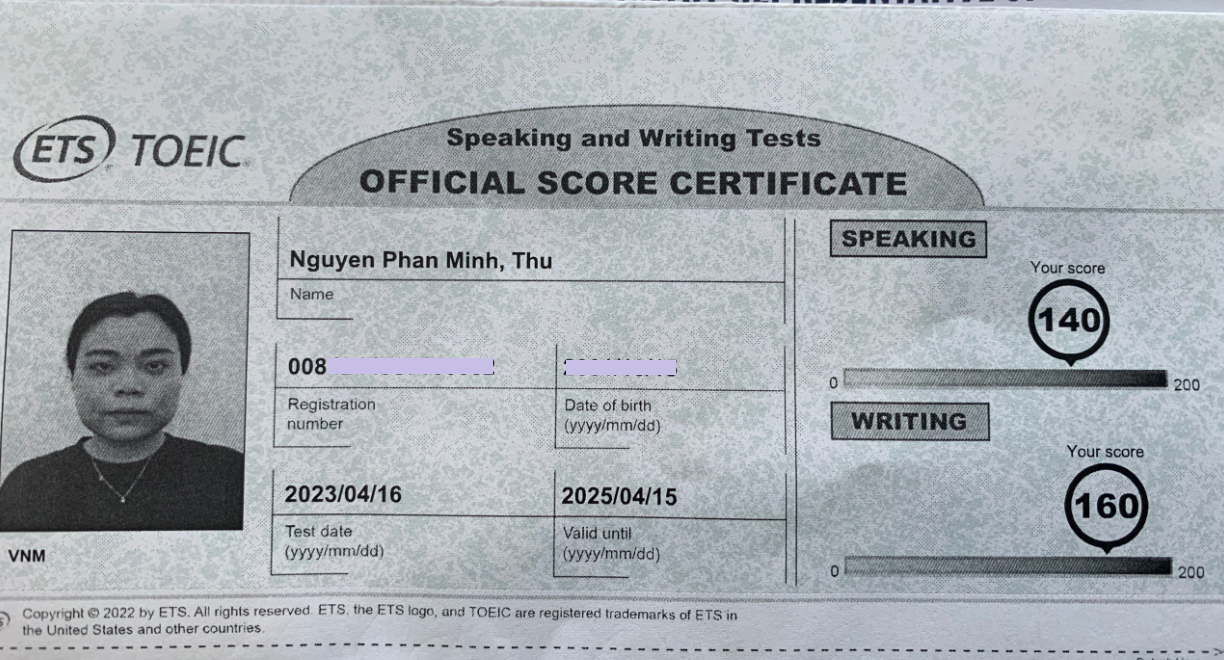 ETS TOEIC
Speaking and Writing Tests
OFFICIAL SCORE CERTIFICATE
Nguyen Phan Minh, Thu
Name
008
Registration
number
Date of birth
(yyyy/mm/dd)
2023/04/16
Test date
(yyyy/mm/dd)
2025/04/15
Valid until
(yyyy/mm/dd)
VNM
SPEAKING
Your score
140
0
200
WRITING
Your score
160
0
200
Copyright © 2022 by ETS. All rights reserved. ETS, the ETS logo, and TOEIC are registered trademarks of ETS in
the United States and other countries.